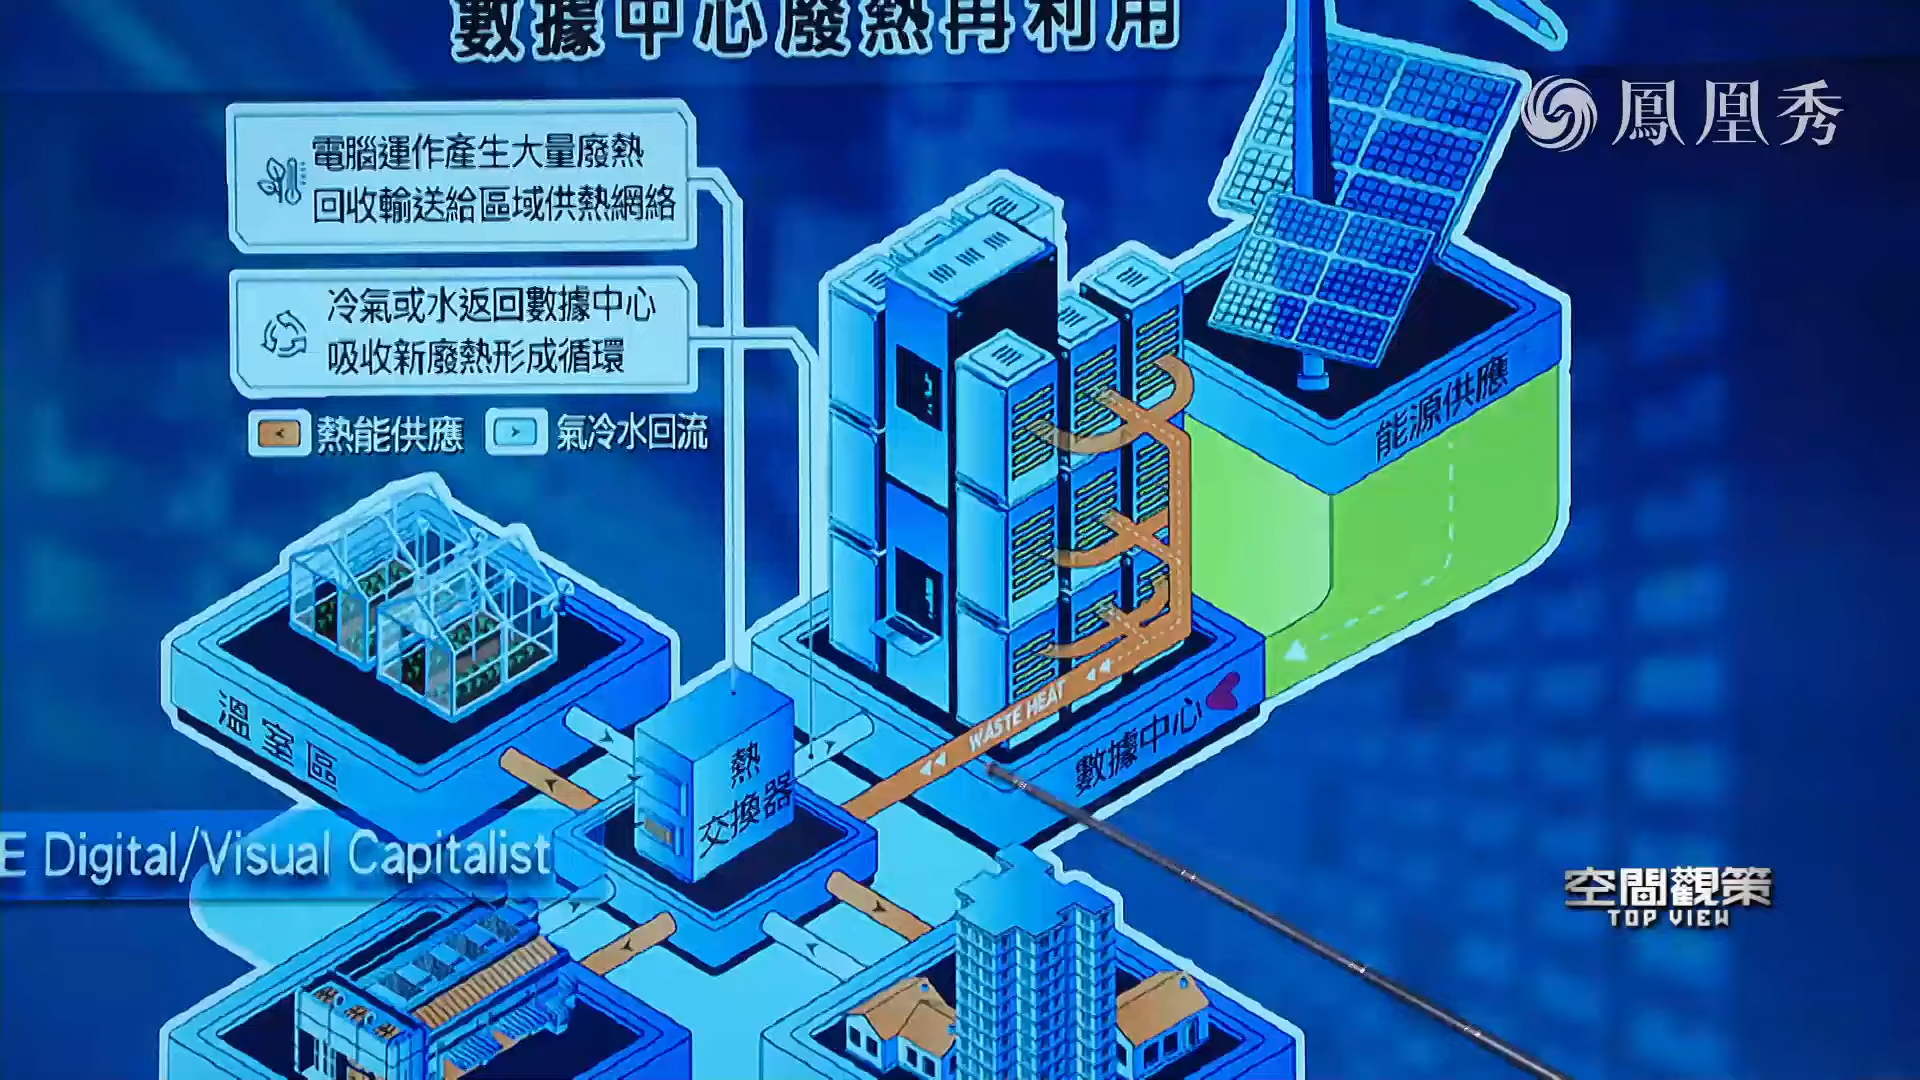 數據中心廢熱再利用
鳳凰秀
電腦運作產生大量廢熱
回收輸送給區域供熱網絡
冷氣或水返回數據中心
吸收新廢熱形成循環
熱能供應
氣冷水回流
能源供應
溫室區
WASTE HEAT
數據中心
熱
交換器
E Digital/Visual Capitalist
空間觀策
TOP VIEW